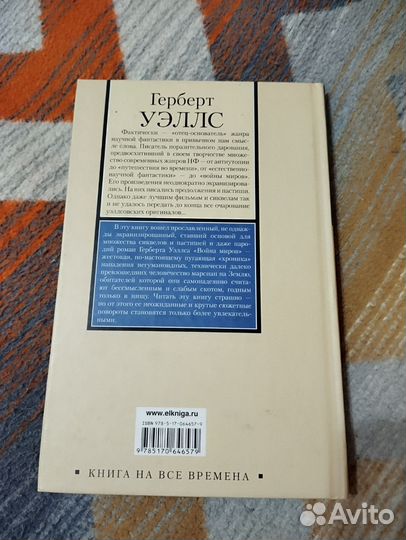 Герберт
УЭЛЛС
Фактически — «отец-основатель» жанра
научной фантастики в привычном нам смыс-
ле слова. Писатель поразительного дарования,
предвосхитивший в своем творчестве множе-
ство современных жанров НФ — от антиутопии
до «путешествия во времени», от «естественно-
научной фантастики» — до «войны миров».
Его произведения неоднократно экранизирова-
лись. На них писались продолжения и пастиши.
Однако даже лучшим фильмам и сиквелам так
и не удалось передать до конца все очарование
уэллсовских оригиналов...
В эту книгу вошел прославленный, не однаж-
ды экранизированный, ставший основой для
множества сиквелов и пастишей и даже паро-
дий роман Герберта Уэллса «Война миров» —
жестокая, по-настоящему пугающая «хроника»
нападения негуманоидных, технически далеко
превзошедших человечество марсиан на Землю,
обитателей которой они самонадеянно счита-
ют бессмысленным и слабым скотом, годным
только в пищу. Читать эту книгу страшно —
но от этого ее неожиданные и крутые сюжетные
повороты становятся только более увлекатель-
ными.
www.elkniga.ru
ISBN 978-5-17-064657-9
9 785170 646579
КНИГА НА ВСЕ ВРЕМЕНА
Avito